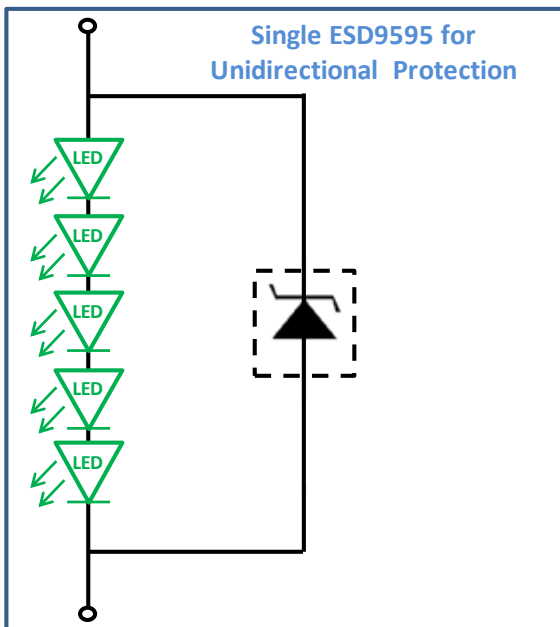 Single ESD9595 for
Unidirectional Protection
LED
LED
LED
LED
LED